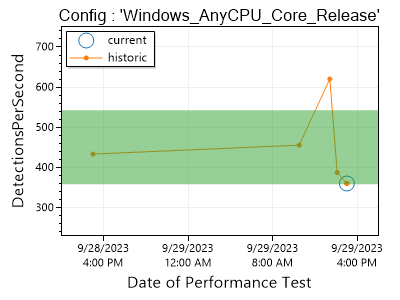 Config : 'Windows_AnyCPU_Core_Release'
current
historic
DetectionsPerSecond
700
600
500
400
300
9/28/2023
4:00 PM
9/29/2023
12:00 AM
9/29/2023
8:00 AM
9/29/2023
4:00 PM
Date of Performance Test